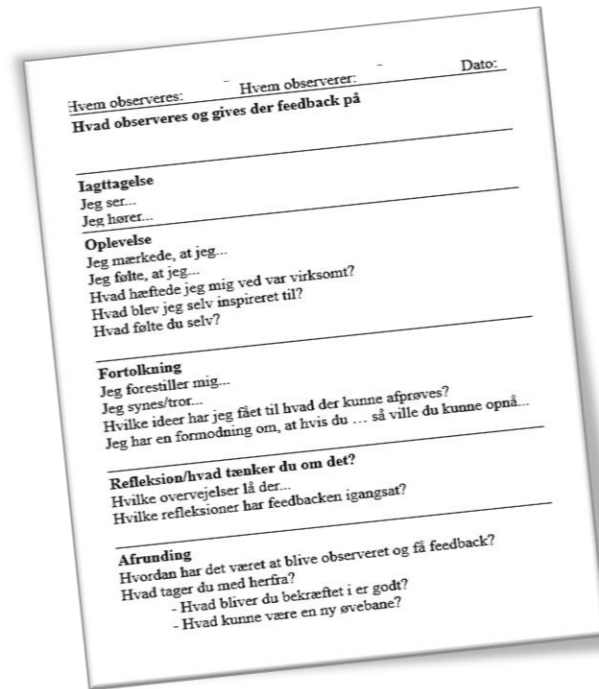 Hvem observeres: Hvem observerer: Dato:
Hvad observeres og gives der feedback på
Iagttagelse
Jeg ser...
Jeg hører...
Oplevelse
Jeg mærkede, at jeg...
Jeg følte, at jeg...
Hvad hæftede jeg mig ved var virksomt?
Hvad blev jeg selv inspireret til?
Hvad følte du selv?
Fortolkning
Jeg forestiller mig...
Jeg synes/tror...
Hvilke ideer har jeg fået til hvad der kunne afprøves?
Jeg har en formodning om, at hvis du … så ville du kunne opnå...
Refleksion/hvad tænker du om det?
Hvilke overvejelser lå der...
Hvilke refleksioner har feedbacken igangsat?
Afrunding
Hvordan har det været at blive observeret og få feedback?
Hvad tager du med herfra?
- Hvad bliver du bekræftet i er godt?
- Hvad kunne være en ny øvebane?